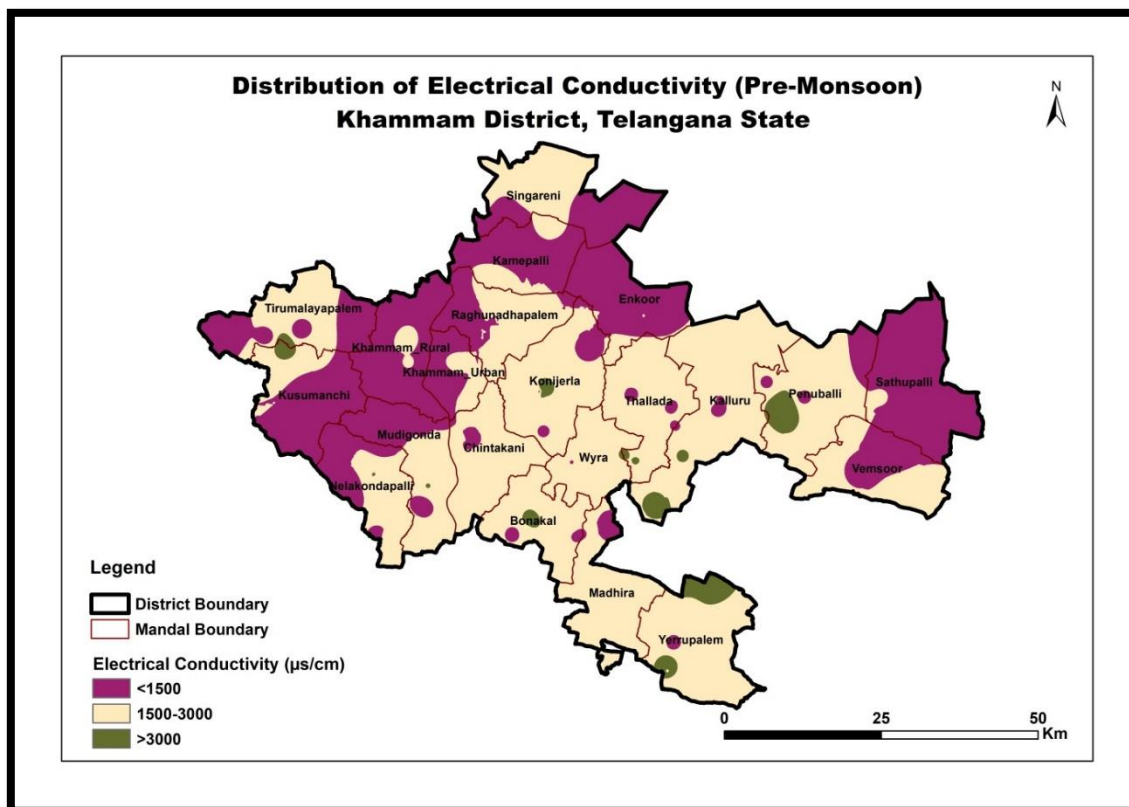 Distribution of Electrical Conductivity (Pre-Monsoon)
Khammam District, Telangana State
N
Singareni
Kamepalli
Enkoor
Tirumalayapalem
Raghunadhapalem
Khammam_Rural
Khammam_Urban
Konijerla
Kusumanchi
Thallada
Kalluru
Penuballi
Sathupalli
Mudigonda
Chintakani
Wyra
Vemsoor
Nelakondapalli
Bonakal
Madhira
Yerrupalem
Legend
District Boundary
Mandal Boundary
Electrical Conductivity (µs/cm)
<1500
1500-3000
>3000
0 25 50
Km